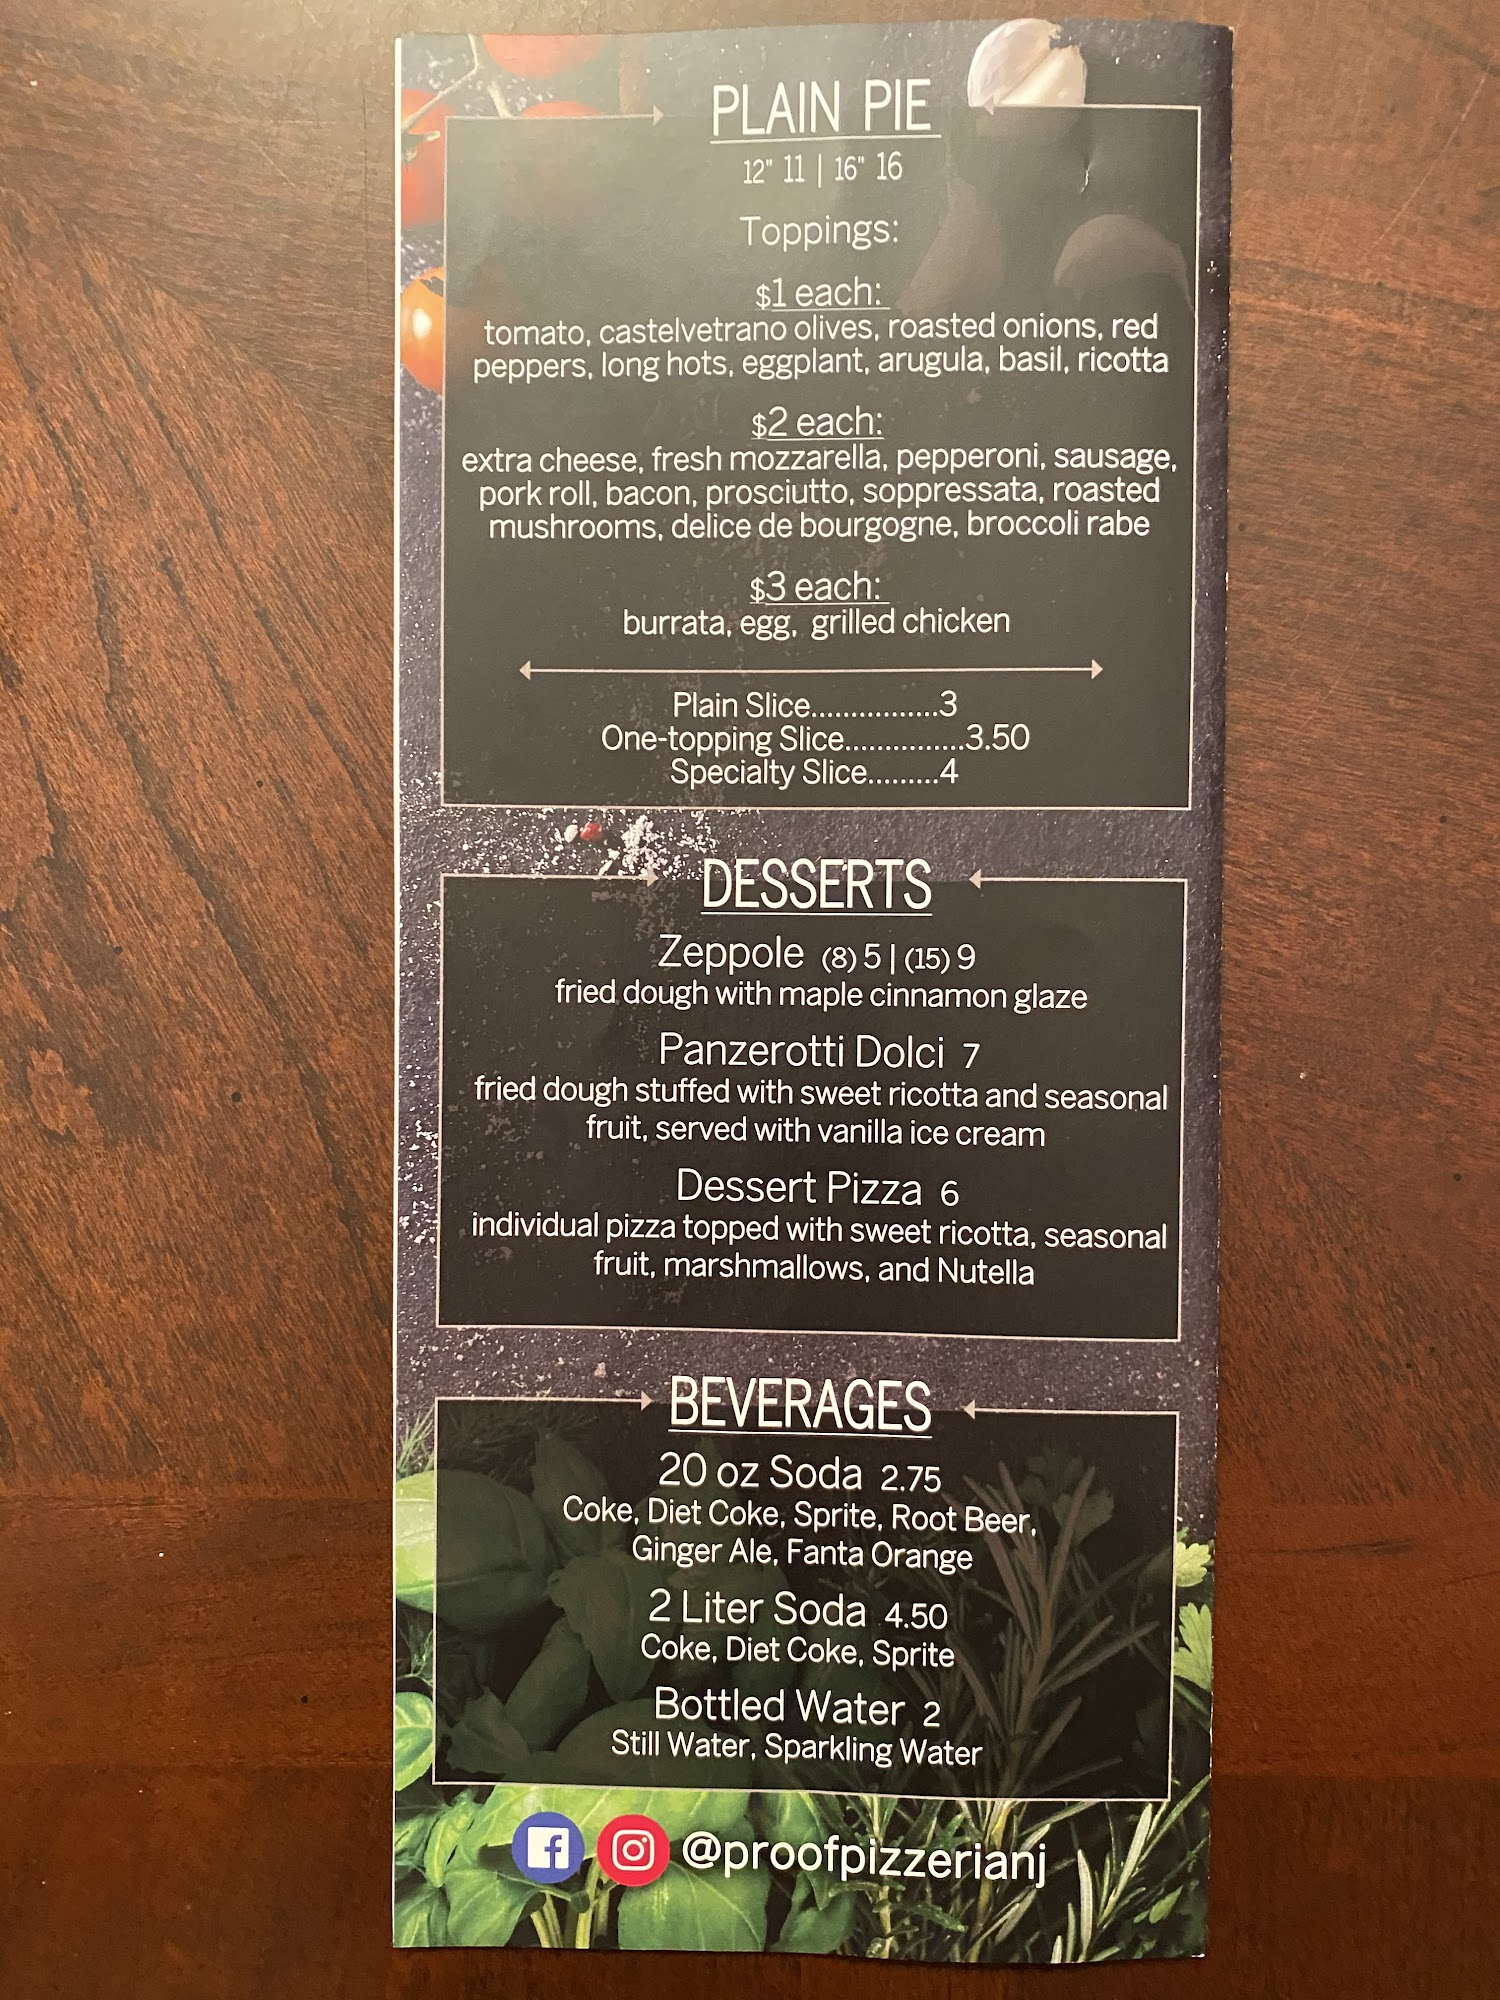 PLAIN PIE
12" 11 | 16" 16
Toppings:
$1 each:
tomato, castelvetrano olives, roasted onions, red
peppers, long hots, eggplant, arugula, basil, ricotta
$2 each:
extra cheese, fresh mozzarella, pepperoni, sausage,
pork roll, bacon, prosciutto, soppressata, roasted
mushrooms, delice de bourgogne, broccoli rabe
$3 each:
burrata, egg, grilled chicken
Plain Slice................3
One-topping Slice...............3.50
Specialty Slice.........4
DESSERTS
Zeppole (8) 5 | (15) 9
fried dough with maple cinnamon glaze
Panzerotti Dolci 7
fried dough stuffed with sweet ricotta and seasonal
fruit, served with vanilla ice cream
Dessert Pizza 6
individual pizza topped with sweet ricotta, seasonal
fruit, marshmallows, and Nutella
BEVERAGES
20 oz Soda 2.75
Coke, Diet Coke, Sprite, Root Beer,
Ginger Ale, Fanta Orange
2 Liter Soda 4.50
Coke, Diet Coke, Sprite
Bottled Water 2
Still Water, Sparkling Water
@proofpizzerianj